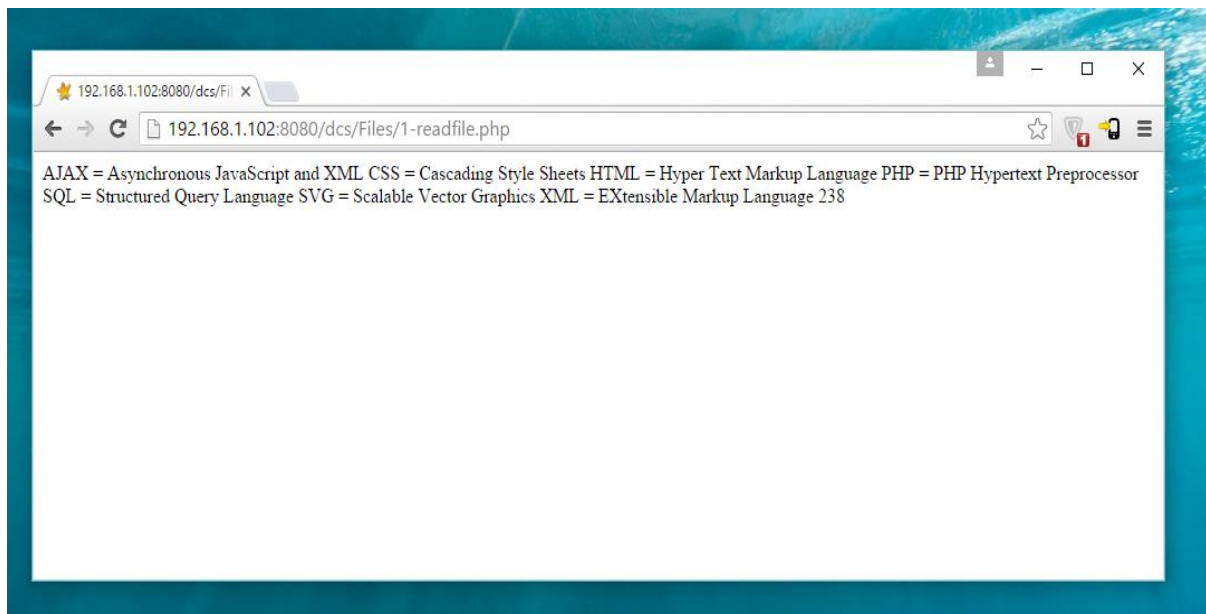 192.168.1.102:8080/dcs/Fi
192.168.1.102:8080/dcs/Files/1-readfile.php
1
AJAX = Asynchronous JavaScript and XML CSS = Cascading Style Sheets HTML = Hyper Text Markup Language PHP = PHP Hypertext Preprocessor
SQL = Structured Query Language SVG = Scalable Vector Graphics XML = EXtensible Markup Language 238